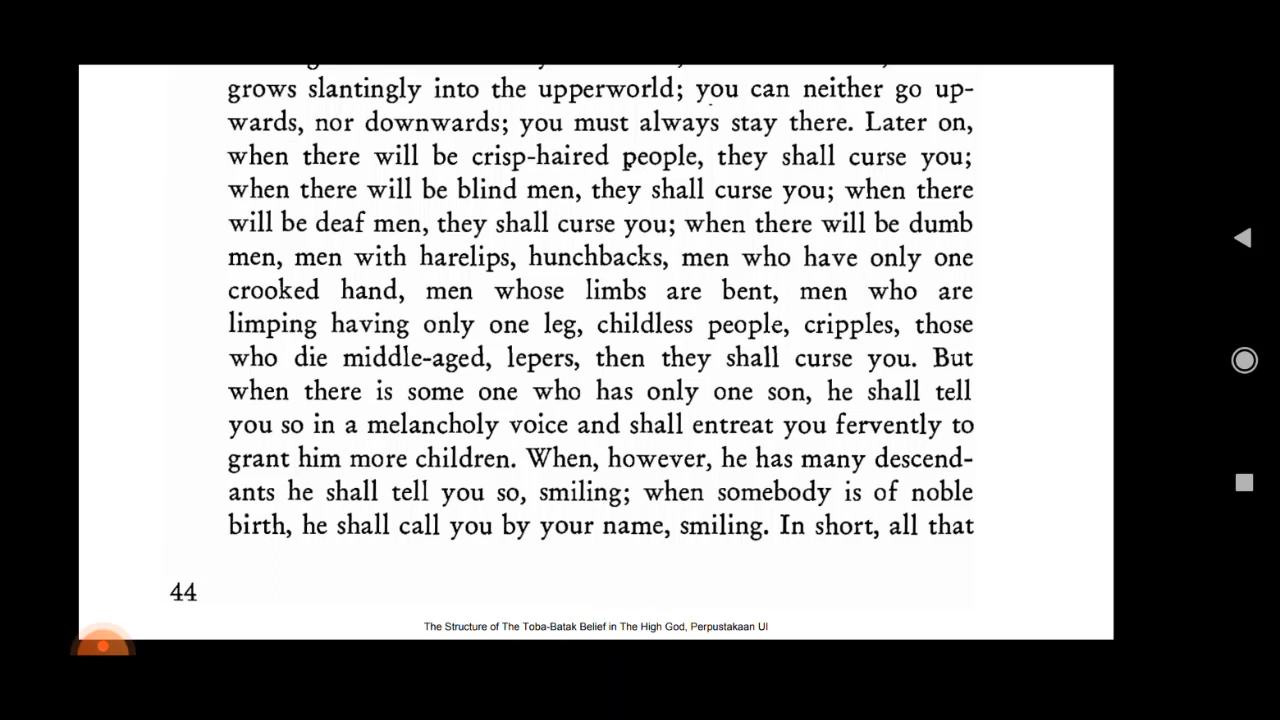 grows slantingly into the upperworld; you can neither go up-
wards, nor downwards; you must always stay there. Later on,
when there will be crisp-haired people, they shall curse you;
when there will be blind men, they shall curse you; when there
will be deaf men, they shall curse you; when there will be dumb
men, men with harelips, hunchbacks, men who have only one
crooked hand, men whose limbs are bent, men who are
limping having only one leg, childless people, cripples, those
who die middle-aged, lepers, then they shall curse you. But
when there is some one who has only one son, he shall tell
you so in a melancholy voice and shall entreat you fervently to
grant him more children. When, however, he has many descend-
ants he shall tell you so, smiling; when somebody is of noble
birth, he shall call you by your name, smiling. In short, all that
44
The Structure of The Toba-Batak Belief in The High God, Perpustakaan UI